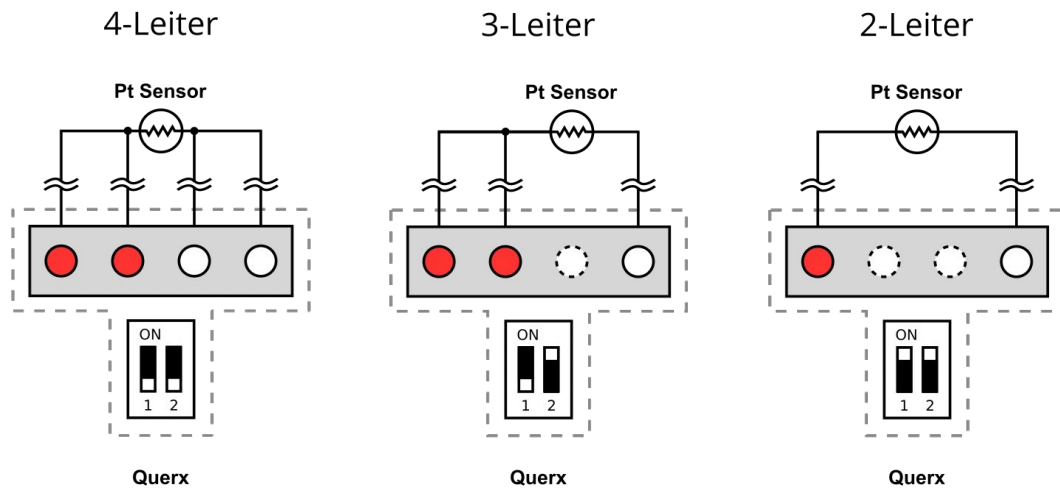 4-Leiter
3-Leiter
2-Leiter
Pt Sensor
Pt Sensor
Pt Sensor
ON
1 2
ON
1 2
ON
1 2
Querx
Querx
Querx